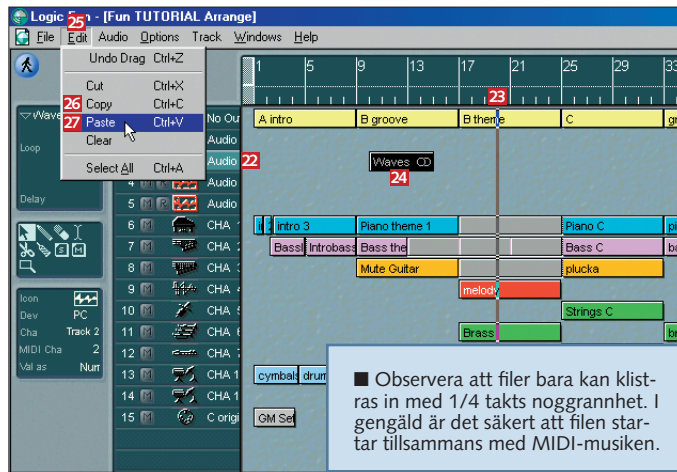 Logic Fun - [Fun TUTORIAL Arrange]
25
File Edit Audio Options Track Windows Help
Undo Drag Ctrl+Z
Cut Ctrl+X
26 Copy Ctrl+C
27 Paste Ctrl+V
Clear
Select All Ctrl+A
1 5 9 13 17 21 25 29 33
23
Loop
Delay
Icon
Dev PC
Cha Track 2
MIDI Cha 2
Val as Num
No Ou
A intro B groove B theme C
Audio
Audio 22
Waves
24
4 M R Audio
5 M R Audio
6 M CHA intro 3 Piano theme 1 Piano C
7 M CHA Bassl Introbass Bass the Bass C
8 M CHA Mute Guitar plucka
9 M CHA melody
10 M CHA Strings C
11 M CHA Brass
12 M CHA
13 M CHA 1 cymbals drum
14 M CHA 1
15 M C origi GM Set
■ Observera att filer bara kan klist-
ras in med 1/4 takts noggrannhet. I
gengäld är det säkert att filen star-
tar tillsammans med MIDI-musiken.